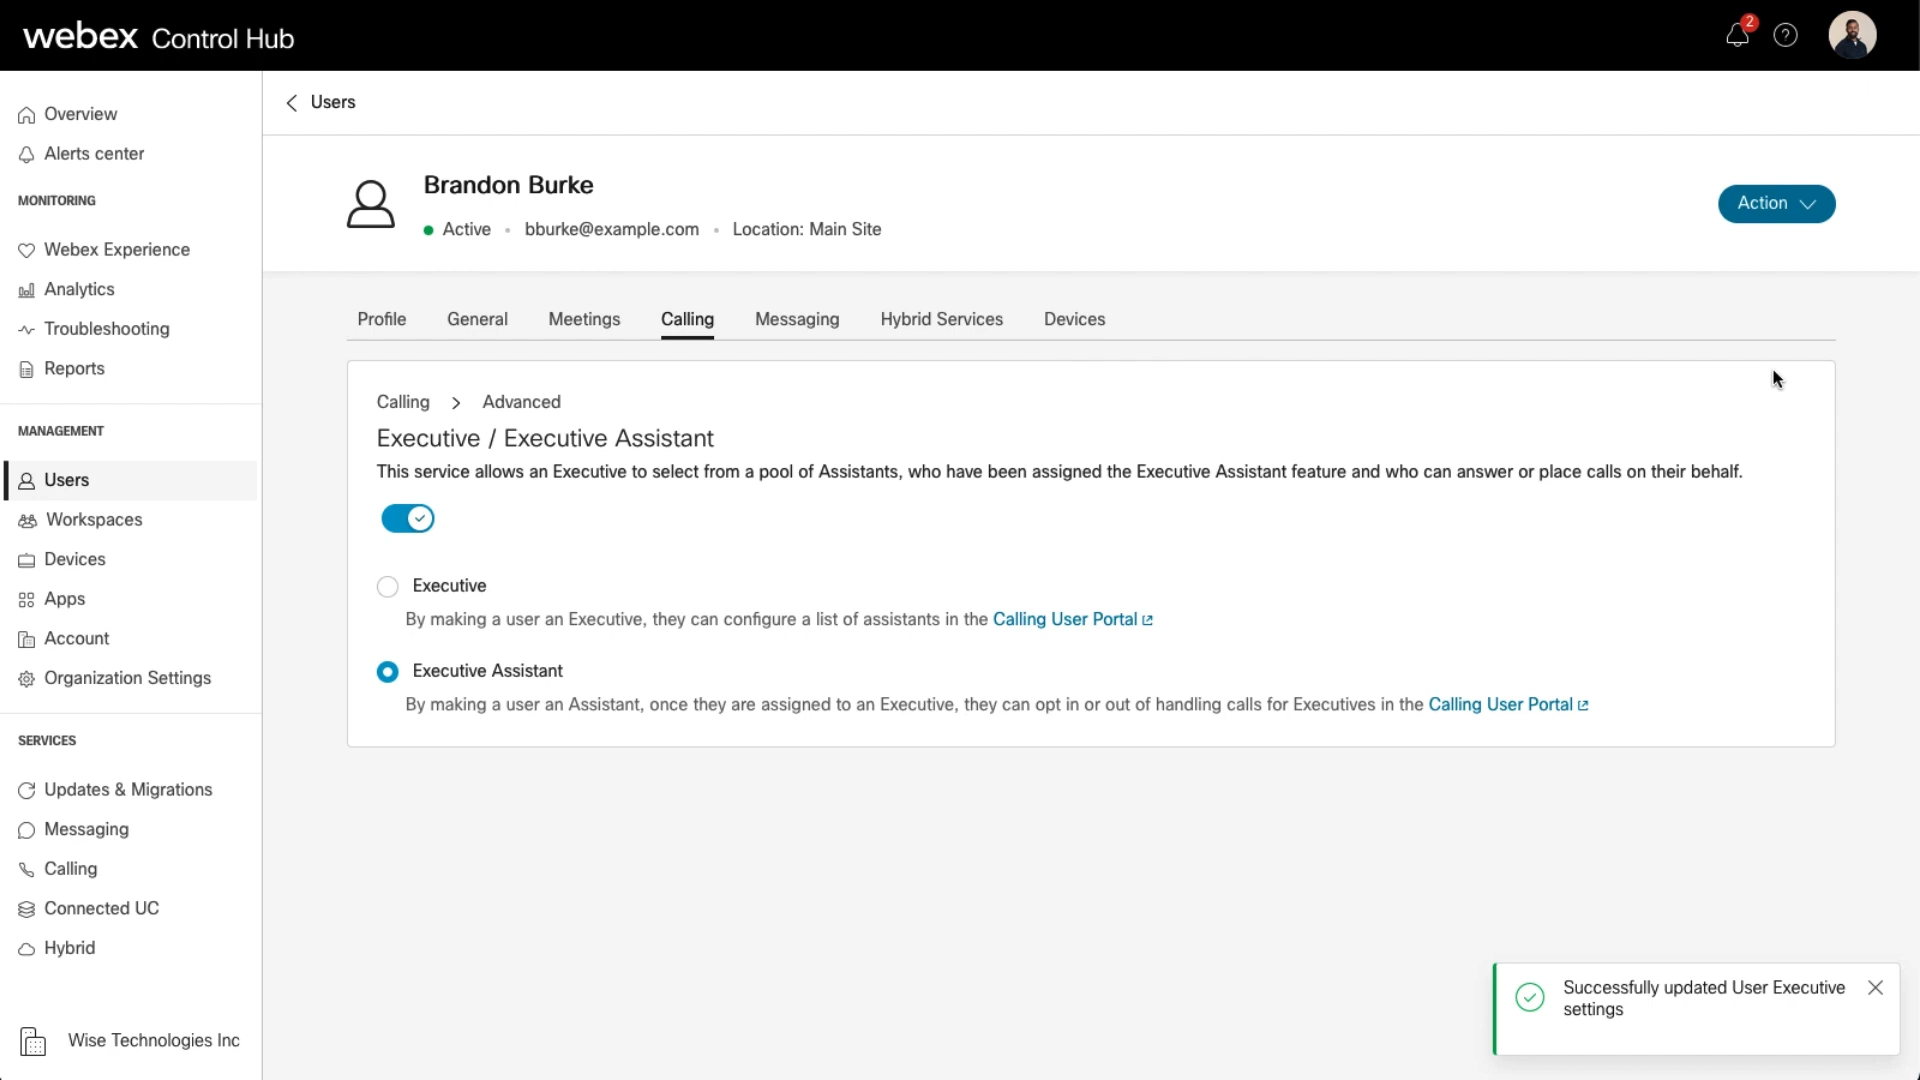 webex Control Hub
2
Overview
Alerts center
MONITORING
Webex Experience
Analytics
Troubleshooting
Reports
MANAGEMENT
Users
Workspaces
Devices
Apps
Account
Organization Settings
SERVICES
Updates & Migrations
Messaging
Calling
Connected UC
Hybrid
Wise Technologies Inc
Users
Brandon Burke
Active • bburke@example.com • Location: Main Site
Action
Profile General Meetings Calling Messaging Hybrid Services Devices
Calling > Advanced
Executive / Executive Assistant
This service allows an Executive to select from a pool of Assistants, who have been assigned the Executive Assistant feature and who can answer or place calls on their behalf.
Executive
By making a user an Executive, they can configure a list of assistants in the Calling User Portal
Executive Assistant
By making a user an Assistant, once they are assigned to an Executive, they can opt in or out of handling calls for Executives in the Calling User Portal
Successfully updated User Executive
settings